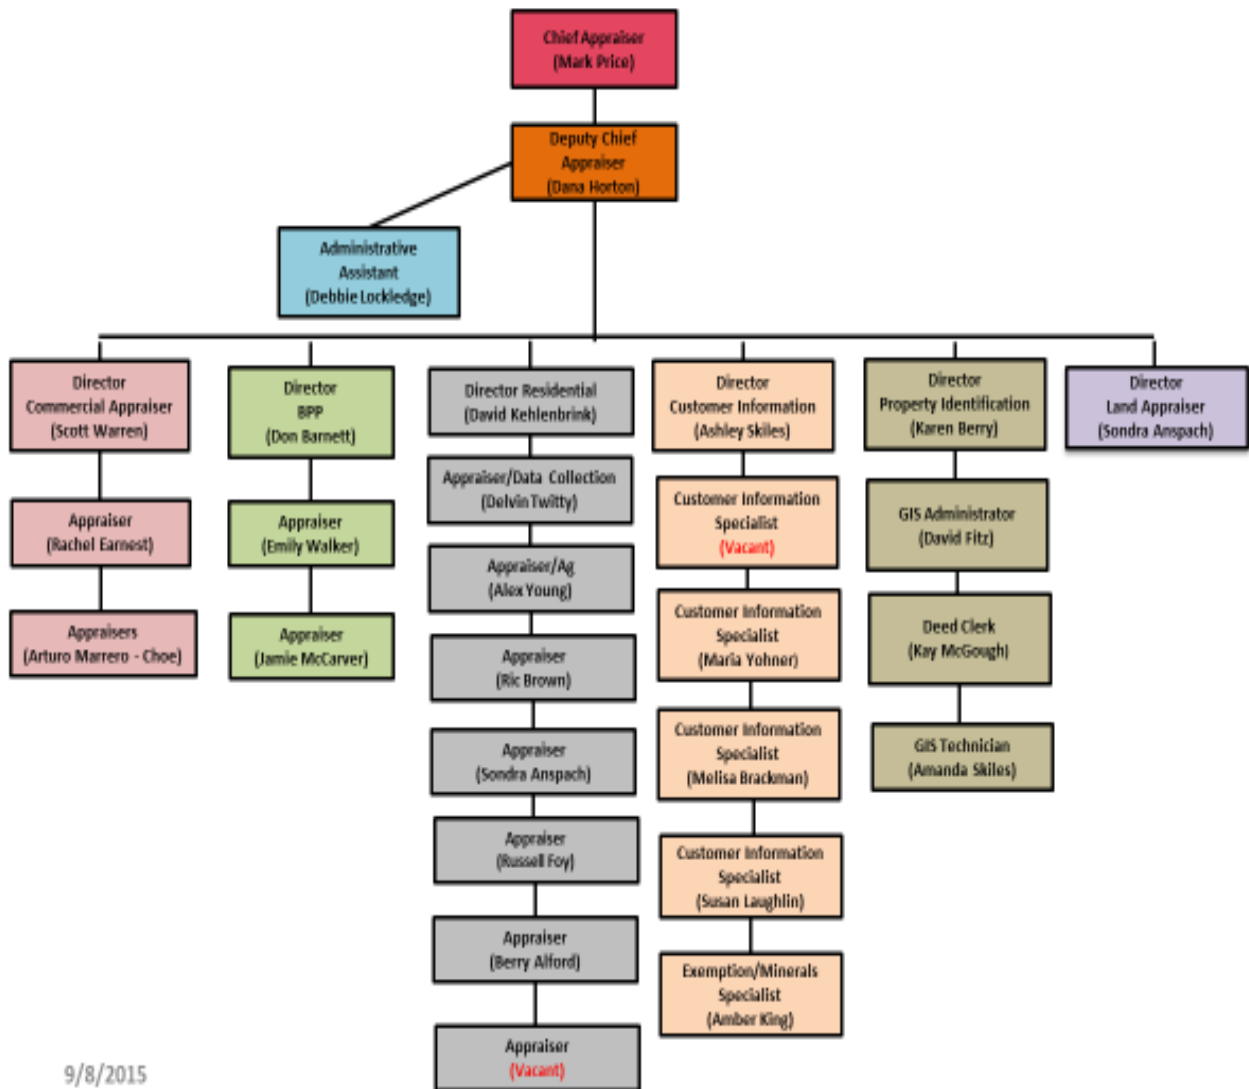 Chief Appraiser
(Mark Price)
Deputy Chief
Appraiser
(Dana Horton)
Administrative
Assistant
(Debbie Lockledge)
Director
Commercial Appraiser
(Scott Warren)
Appraiser
(Rachel Earnest)
Appraisers
(Arturo Marrero - Choe)
Director
BPP
(Don Barnett)
Appraiser
(Emily Walker)
Appraiser
(Jamie McCarver)
Director Residential
(David Kehlenbrink)
Appraiser/Data Collection
(Delvin Twitty)
Appraiser/Ag
(Alex Young)
Appraiser
(Ric Brown)
Appraiser
(Sondra Anspach)
Appraiser
(Russell Foy)
Appraiser
(Berry Alford)
Appraiser
(Vacant)
Director
Customer Information
(Ashley Skiles)
Customer Information
Specialist
(Vacant)
Customer Information
Specialist
(Maria Yohner)
Customer Information
Specialist
(Melisa Brackman)
Customer Information
Specialist
(Susan Laughlin)
Exemption/Minerals
Specialist
(Amber King)
Director
Property Identification
(Karen Berry)
GIS Administrator
(David Fitz)
Deed Clerk
(Kay McGough)
GIS Technician
(Amanda Skiles)
Director
Land Appraiser
(Sondra Anspach)
9/8/2015